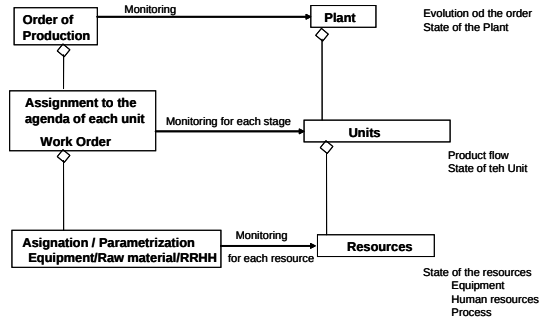 Order of
Production
Monitoring
Plant
Evolution od the order
State of the Plant
Assignment to the
agenda of each unit
Work Order
Monitoring for each stage
Units
Product flow
State of teh Unit
Asignation / Parametrization
Equipment/Raw material/RRHH
Monitoring
for each resource
Resources
State of the resources
Equipment
Human resources
Process